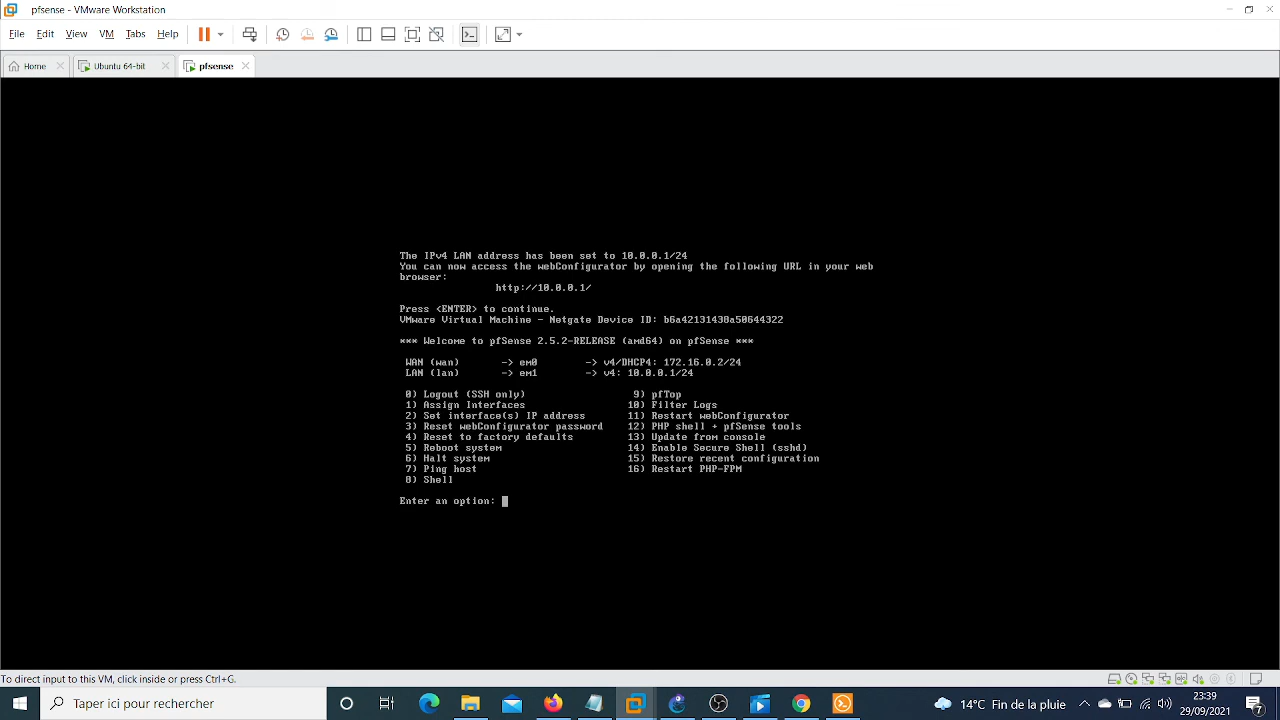 pfsense - VMware Workstation
File Edit View VM Tabs Help
Home Ubuntu 64-bit pfsense
The IPv4 LAN address has been set to 10.0.0.1/24
You can now access the webConfigurator by opening the following URL in your web
browser:
http://10.0.0.1/
Press <ENTER> to continue.
VMware Virtual Machine - Netgate Device ID: b6a42131438a50644322
*** Welcome to pfSense 2.5.2-RELEASE (amd64) on pfSense ***
WAN (wan) -> em0 -> v4/DHCP4: 172.16.0.2/24
LAN (lan) -> em1 -> v4: 10.0.0.1/24
0) Logout (SSH only) 9) pfTop
1) Assign Interfaces 10) Filter Logs
2) Set interface(s) IP address 11) Restart webConfigurator
3) Reset webConfigurator password 12) PHP shell + pfSense tools
4) Reset to factory defaults 13) Update from console
5) Reboot system 14) Enable Secure Shell (sshd)
6) Halt system 15) Restore recent configuration
7) Ping host 16) Restart PHP-FPM
8) Shell
Enter an option:
To direct input to this VM, click inside or press Ctrl+G.
Taper ici pour rechercher
14°C Fin de la pluie
23:39
29/09/2021
7